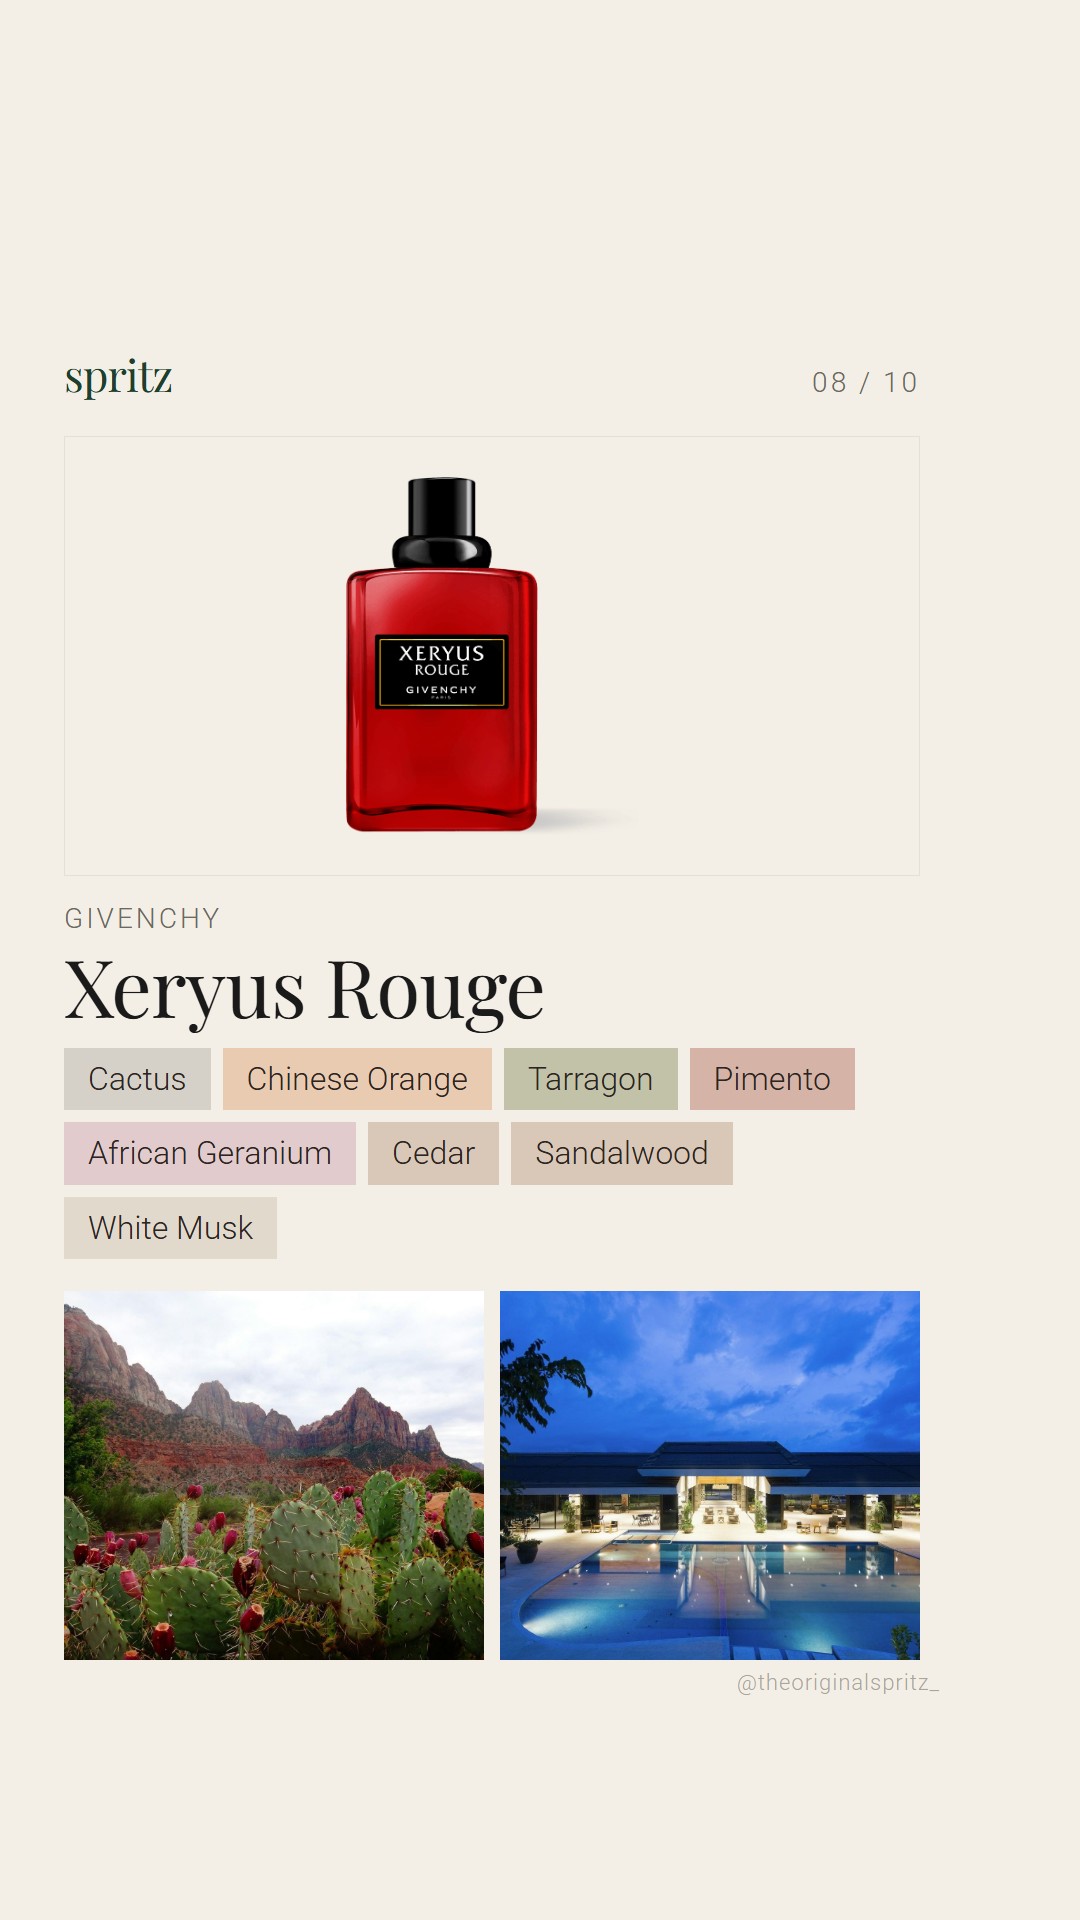 spritz
08 / 10
XERYUS
ROUGE
GIVENCHY
PARIS
GIVENCHY
Xeryus Rouge
Cactus
Chinese Orange
Tarragon
Pimento
African Geranium
Cedar
Sandalwood
White Musk
@theoriginalspritz_